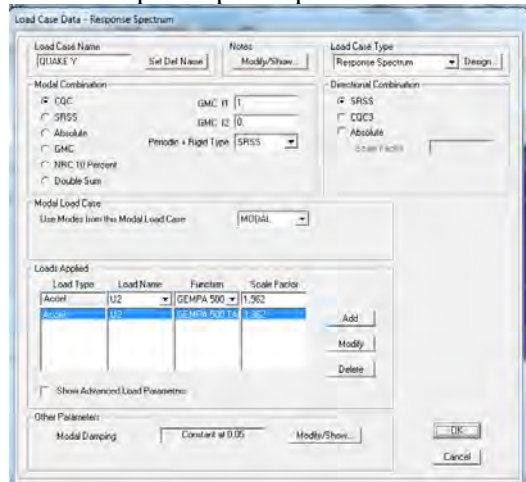 Load Case Data - Response Spectrum
Load Case Name
Notes
Load Case Type
QUAKE Y
Set Def Name
Modify/Show...
Response Spectrum
Design...
Modal Combination
Directional Combination
CQC
GMC f1
1.
SRSS
SRSS
GMC f2
0.
CQC3
Absolute
Periodic + Rigid Type
SRSS
Absolute
GMC
Scale Factor
NRC 10 Percent
Double Sum
Modal Load Case
Use Modes from this Modal Load Case
MODAL
Loads Applied
Load Type
Load Name
Function
Scale Factor
Accel
U2
GEMPA 500
1.962
Accel
U2
GEMPA 500 TA
1.962
Add
Modify
Delete
Show Advanced Load Parameters
Other Parameters
Modal Damping
Constant at 0.05
Modify/Show...
OK
Cancel